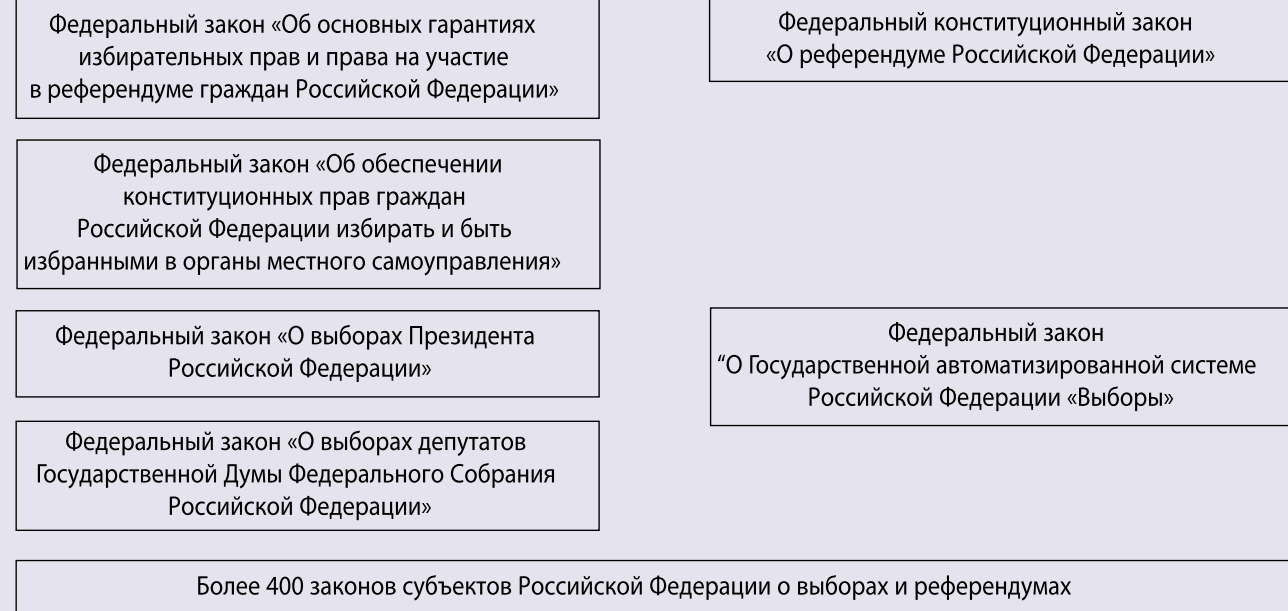 Федеральный закон «Об основных гарантиях
избирательных прав и права на участие
в референдуме граждан Российской Федерации»
Федеральный конституционный закон
«О референдуме Российской Федерации»
Федеральный закон «Об обеспечении
конституционных прав граждан
Российской Федерации избирать и быть
избранными в органы местного самоуправления»
Федеральный закон «О выборах Президента
Российской Федерации»
Федеральный закон
“О Государственной автоматизированной системе
Российской Федерации «Выборы»
Федеральный закон «О выборах депутатов
Государственной Думы Федерального Собрания
Российской Федерации»
Более 400 законов субъектов Российской Федерации о выборах и референдумах